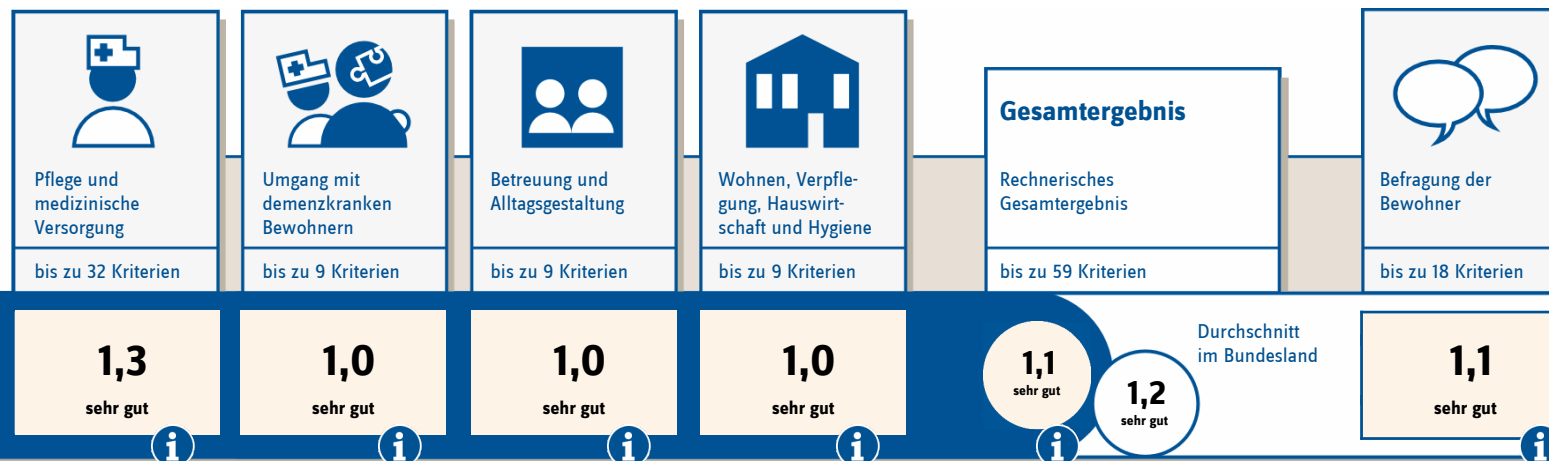 Pflege und
medizinische
Versorgung
bis zu 32 Kriterien
1,3
sehr gut
i
Umgang mit
demenzkranken
Bewohnern
bis zu 9 Kriterien
1,0
sehr gut
i
Betreuung und
Alltagsgestaltung
bis zu 9 Kriterien
1,0
sehr gut
i
Wohnen, Verpfle-
gung, Hauswirt-
schaft und Hygiene
bis zu 9 Kriterien
1,0
sehr gut
i
Gesamtergebnis
Rechnerisches
Gesamtergebnis
bis zu 59 Kriterien
1,1
sehr gut
i
1,2
sehr gut
Durchschnitt
im Bundesland
Befragung der
Bewohner
bis zu 18 Kriterien
1,1
sehr gut
i